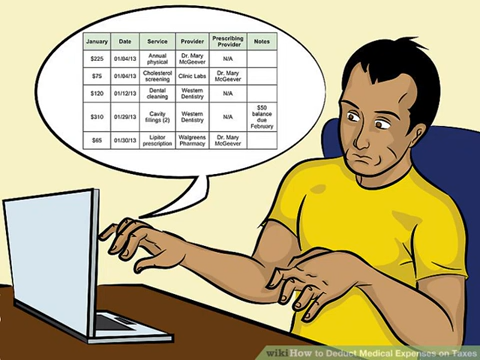 January Date Service Provider Prescribing Provider Notes
$225 01/04/13 Annual physical Dr. Mary McGeever N/A
$75 01/04/13 Cholesterol screening Clinic Labs Dr. Mary McGeever
$120 01/12/13 Dental cleaning Western Dentistry N/A
$310 01/29/13 Cavity filings (2) Western Dentistry N/A $50 balance due February
$65 01/30/13 Lipitor prescription Walgreens Pharmacy Dr. Mary McGeever
wiki How to Deduct Medical Expenses on Taxes